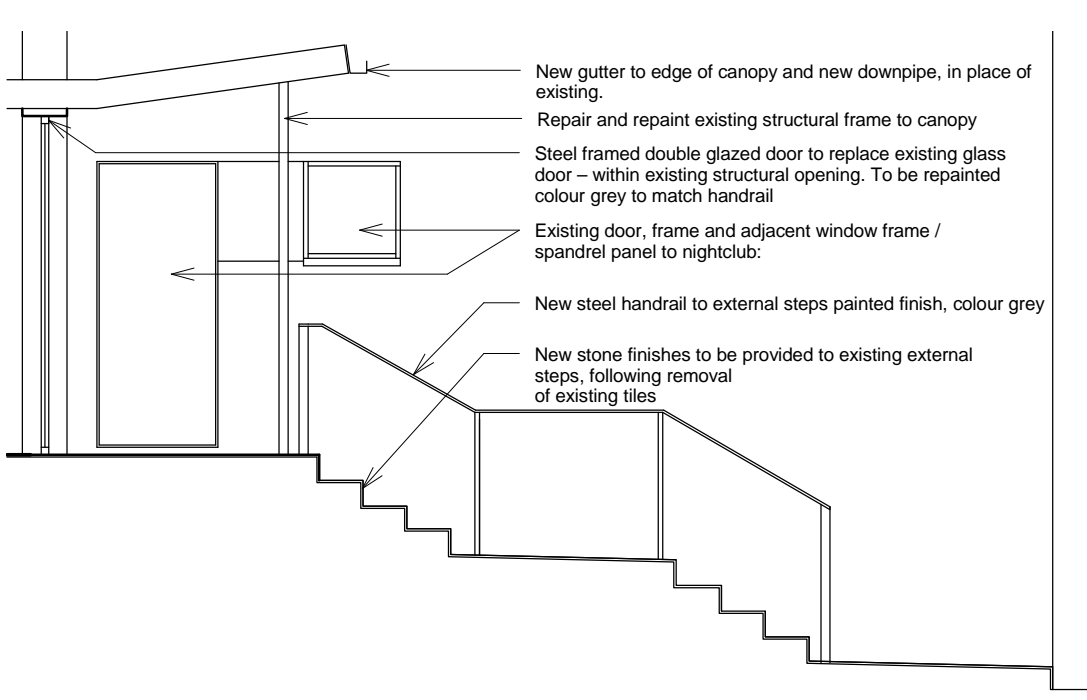 New gutter to edge of canopy and new downpipe, in place of
existing.
Repair and repaint existing structural frame to canopy
Steel framed double glazed door to replace existing glass
door – within existing structural opening. To be repainted
colour grey to match handrail
Existing door, frame and adjacent window frame /
spandrel panel to nightclub:
New steel handrail to external steps painted finish, colour grey
New stone finishes to be provided to existing external
steps, following removal
of existing tiles